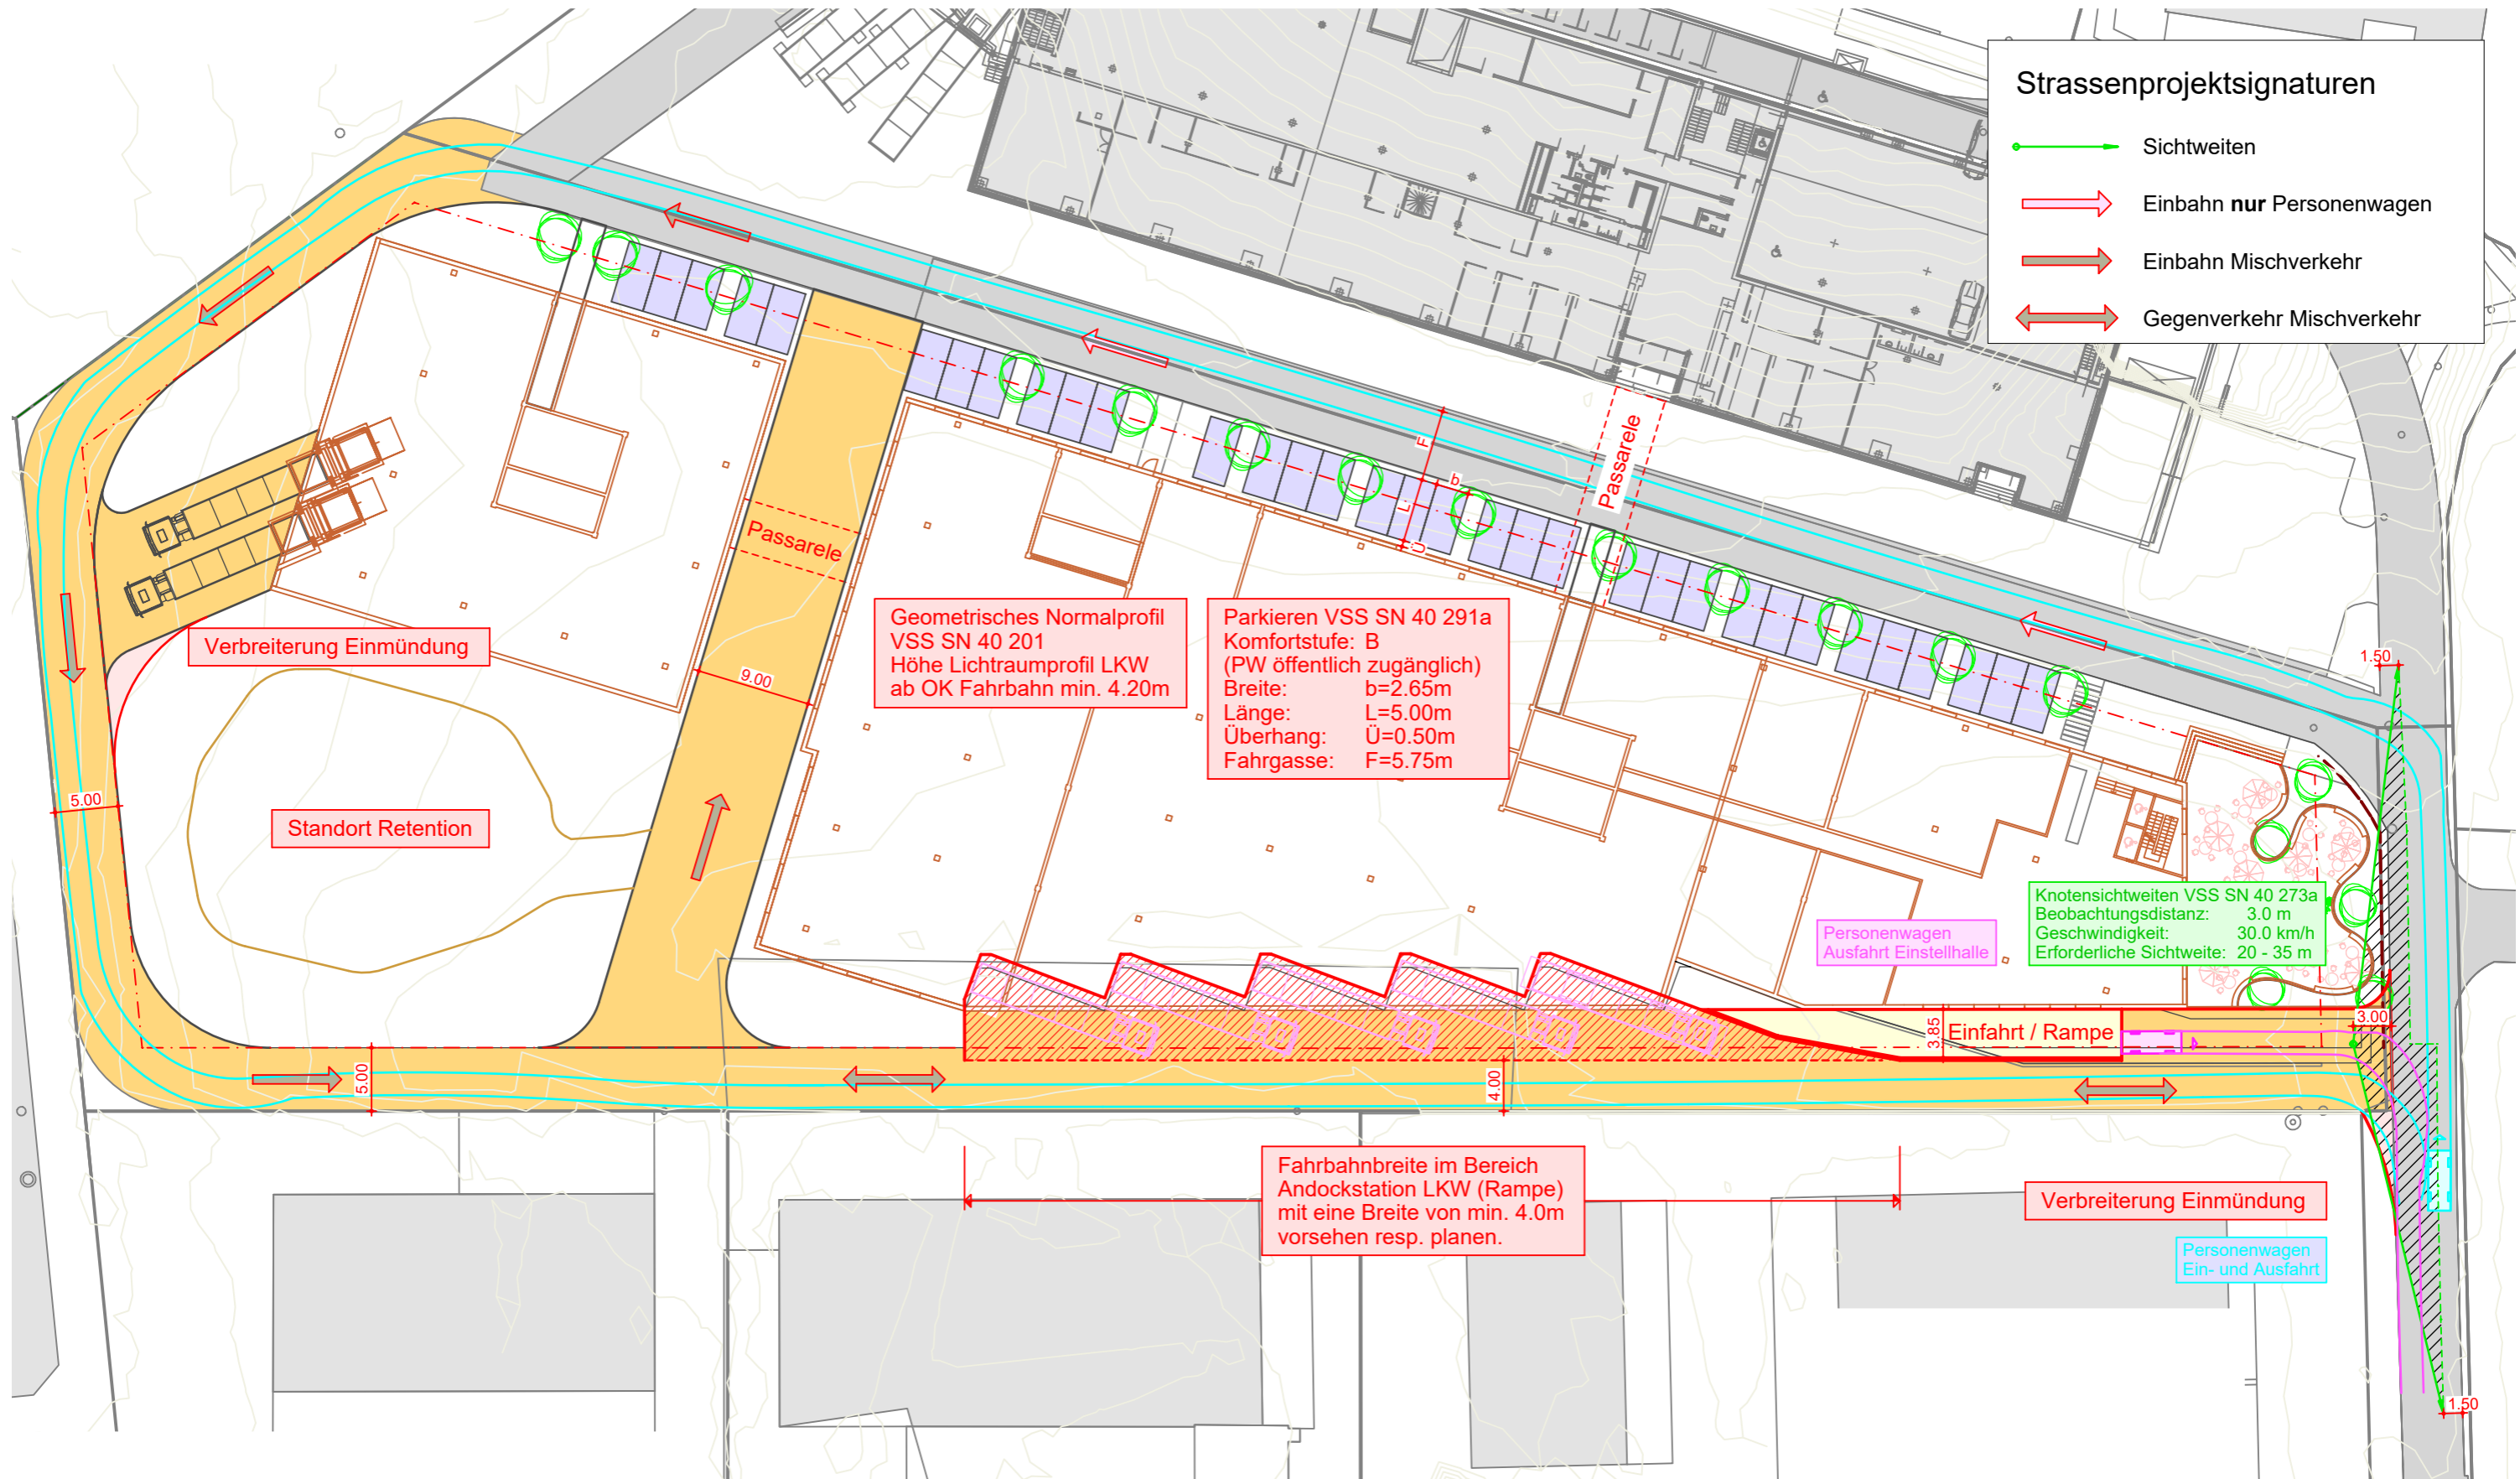 Strassenprojektsignaturen
Sichtweiten
Einbahn nur Personenwagen
Einbahn Mischverkehr
Gegenverkehr Mischverkehr
Passarele
F
b
L
Ü
Passarele
Geometrisches Normalprofil
VSS SN 40 201
Höhe Lichtraumprofil LKW
ab OK Fahrbahn min. 4.20m
Parkieren VSS SN 40 291a
Komfortstufe: B
(PW öffentlich zugänglich)
Breite: b=2.65m
Länge: L=5.00m
Überhang: Ü=0.50m
Fahrgasse: F=5.75m
Verbreiterung Einmündung
1.50
9.00
5.00
Standort Retention
Knotensichtweiten VSS SN 40 273a
Beobachtungsdistanz: 3.0 m
Geschwindigkeit: 30.0 km/h
Erforderliche Sichtweite: 20 - 35 m
Personenwagen
Ausfahrt Einstellhalle
3.85
Einfahrt / Rampe
3.00
5.00
4.00
Fahrbahnbreite im Bereich
Andockstation LKW (Rampe)
mit eine Breite von min. 4.0m
vorsehen resp. planen.
Verbreiterung Einmündung
Personenwagen
Ein- und Ausfahrt
1.50